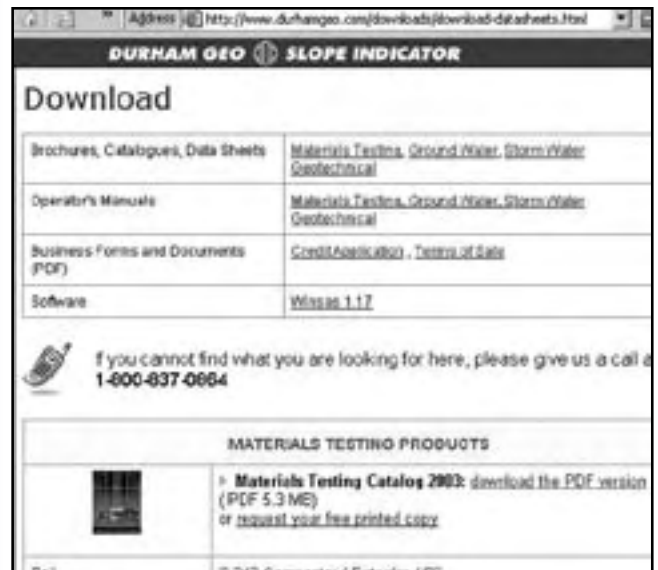 Address http://www.durhamgeo.com/downloads/download-datasheets.html
DURHAM GEO SLOPE INDICATOR
Download
Brochures, Catalogues, Data Sheets
Materials Testing, Ground Water, Storm Water
Geotechnical
Operator's Manuals
Materials Testing, Ground Water, Storm Water
Geotechnical
Business Forms and Documents
(PDF)
Credit Application , Terms of Sale
Software
Winsas 1.17
f you cannot find what you are looking for here, please give us a call a
1-800-837-0864
MATERIALS TESTING PRODUCTS
Materials Testing Catalog 2003: download the PDF version
(PDF 5.3 MB)
or request your free printed copy